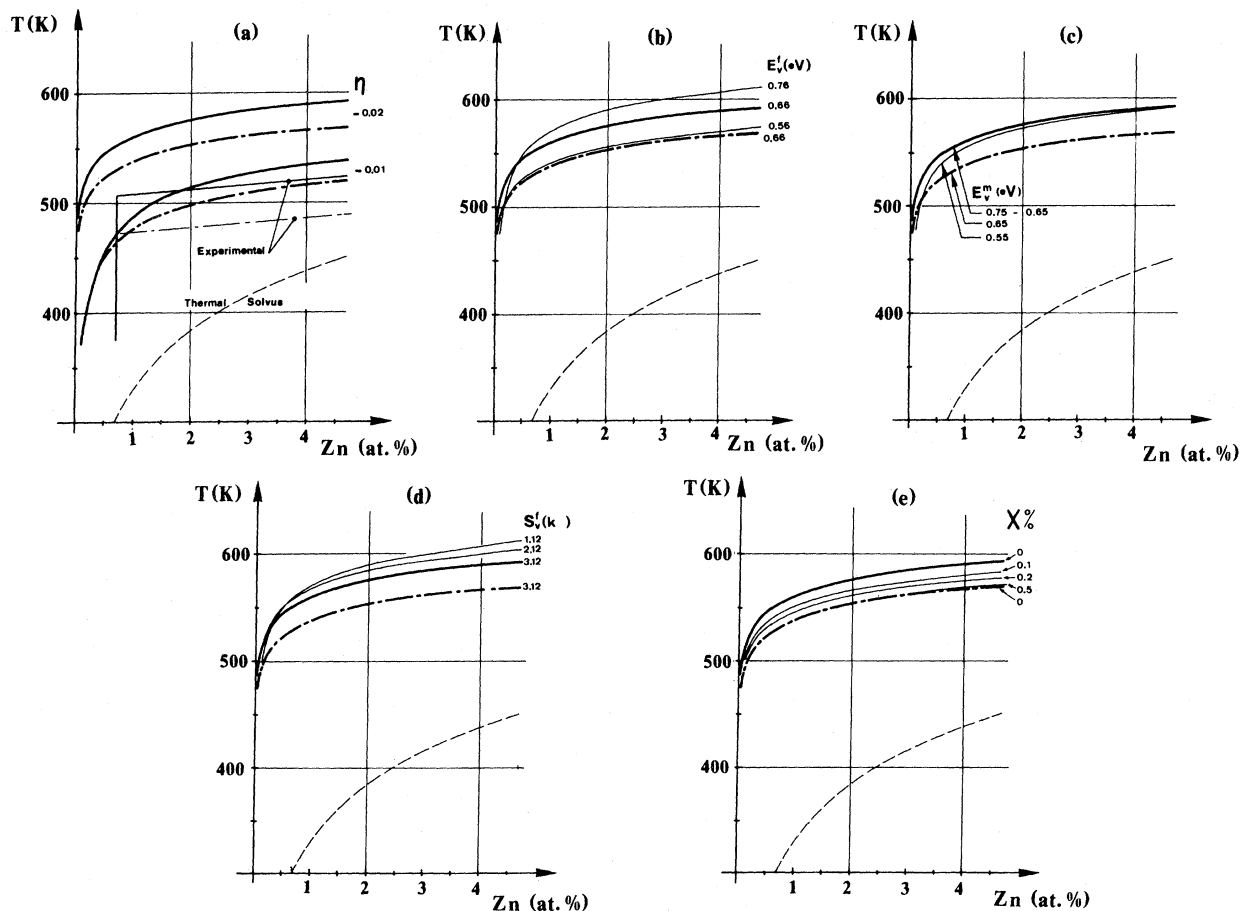 T(K)
(a)
η
600
-0,02
-0,01
500
Experimental
Thermal Solvus
400
1
2
3
4
Zn (at.%)
T(K)
(b)
E_v^f(eV)
600
0.76
0,66
0,56
0,66
500
400
1
2
3
4
Zn (at.%)
T(K)
(c)
600
E_v^m(eV)
500
0.75 - 0.65
0.65
0.55
400
1
2
3
4
Zn (at.%)
T(K)
(d)
S_v^f(k )
600
1,12
2,12
3,12
3,12
500
400
1
2
3
4
Zn (at.%)
T(K)
(e)
X%
600
0
0.1
0.2
0.5
0
500
400
1
2
3
4
Zn (at.%)